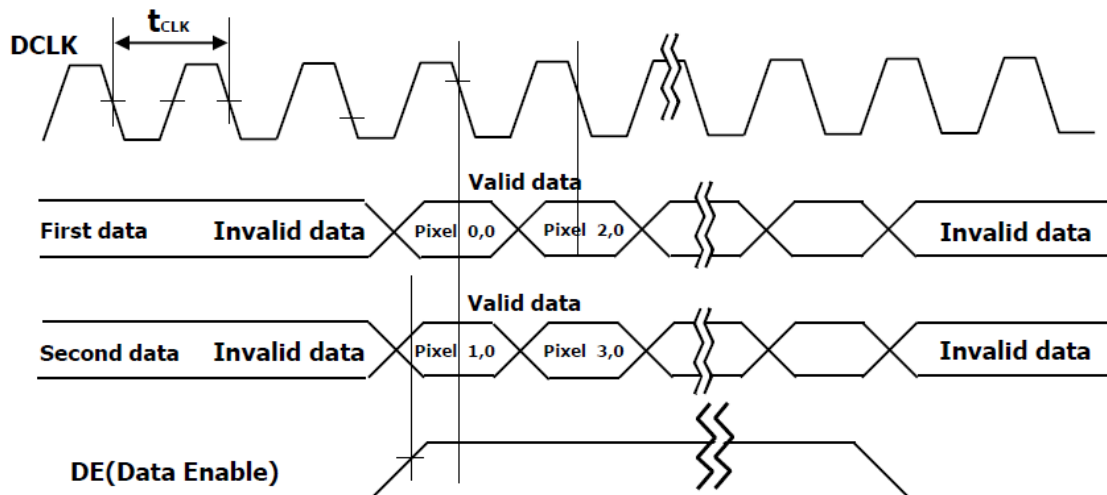 tCLK
DCLK
Valid data
First data Invalid data Pixel 0,0 Pixel 2,0 Invalid data
Valid data
Second data Invalid data Pixel 1,0 Pixel 3,0 Invalid data
DE(Data Enable)